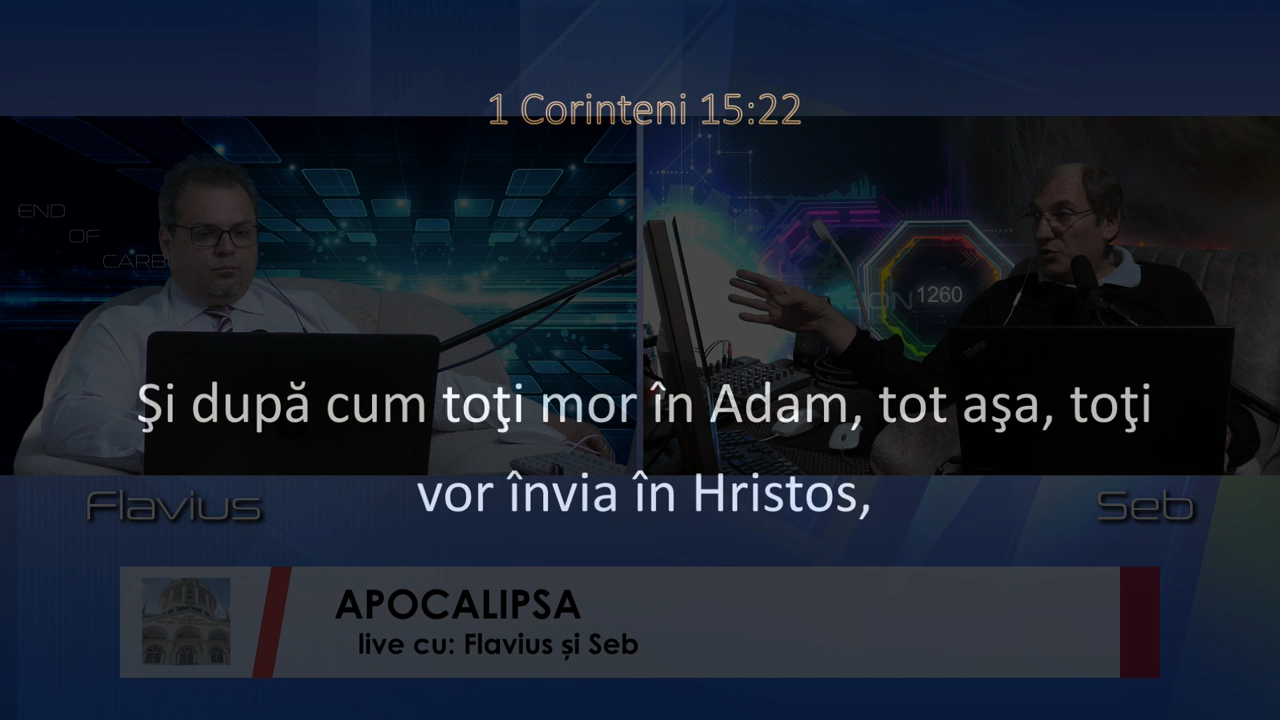 1 Corinteni 15:22
END
OF
CARB
1260
Şi după cum toţi mor în Adam, tot aşa, toţi
vor învia în Hristos,
Flavius
Seb
APOCALIPSA
live cu: Flavius și Seb